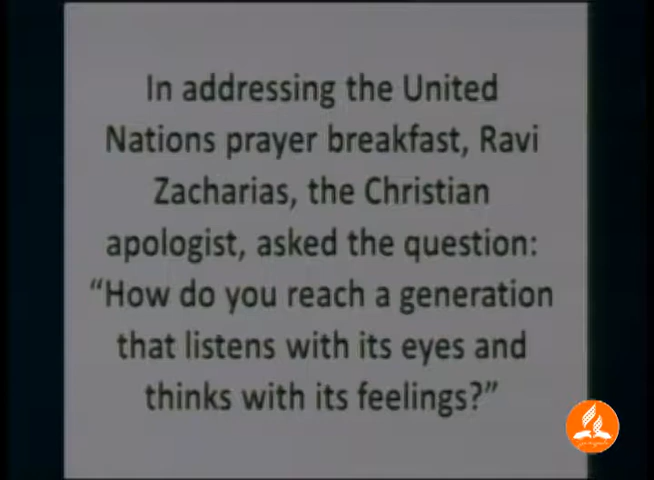 In addressing the United
Nations prayer breakfast, Ravi
Zacharias, the Christian
apologist, asked the question:
“How do you reach a generation
that listens with its eyes and
thinks with its feelings?”